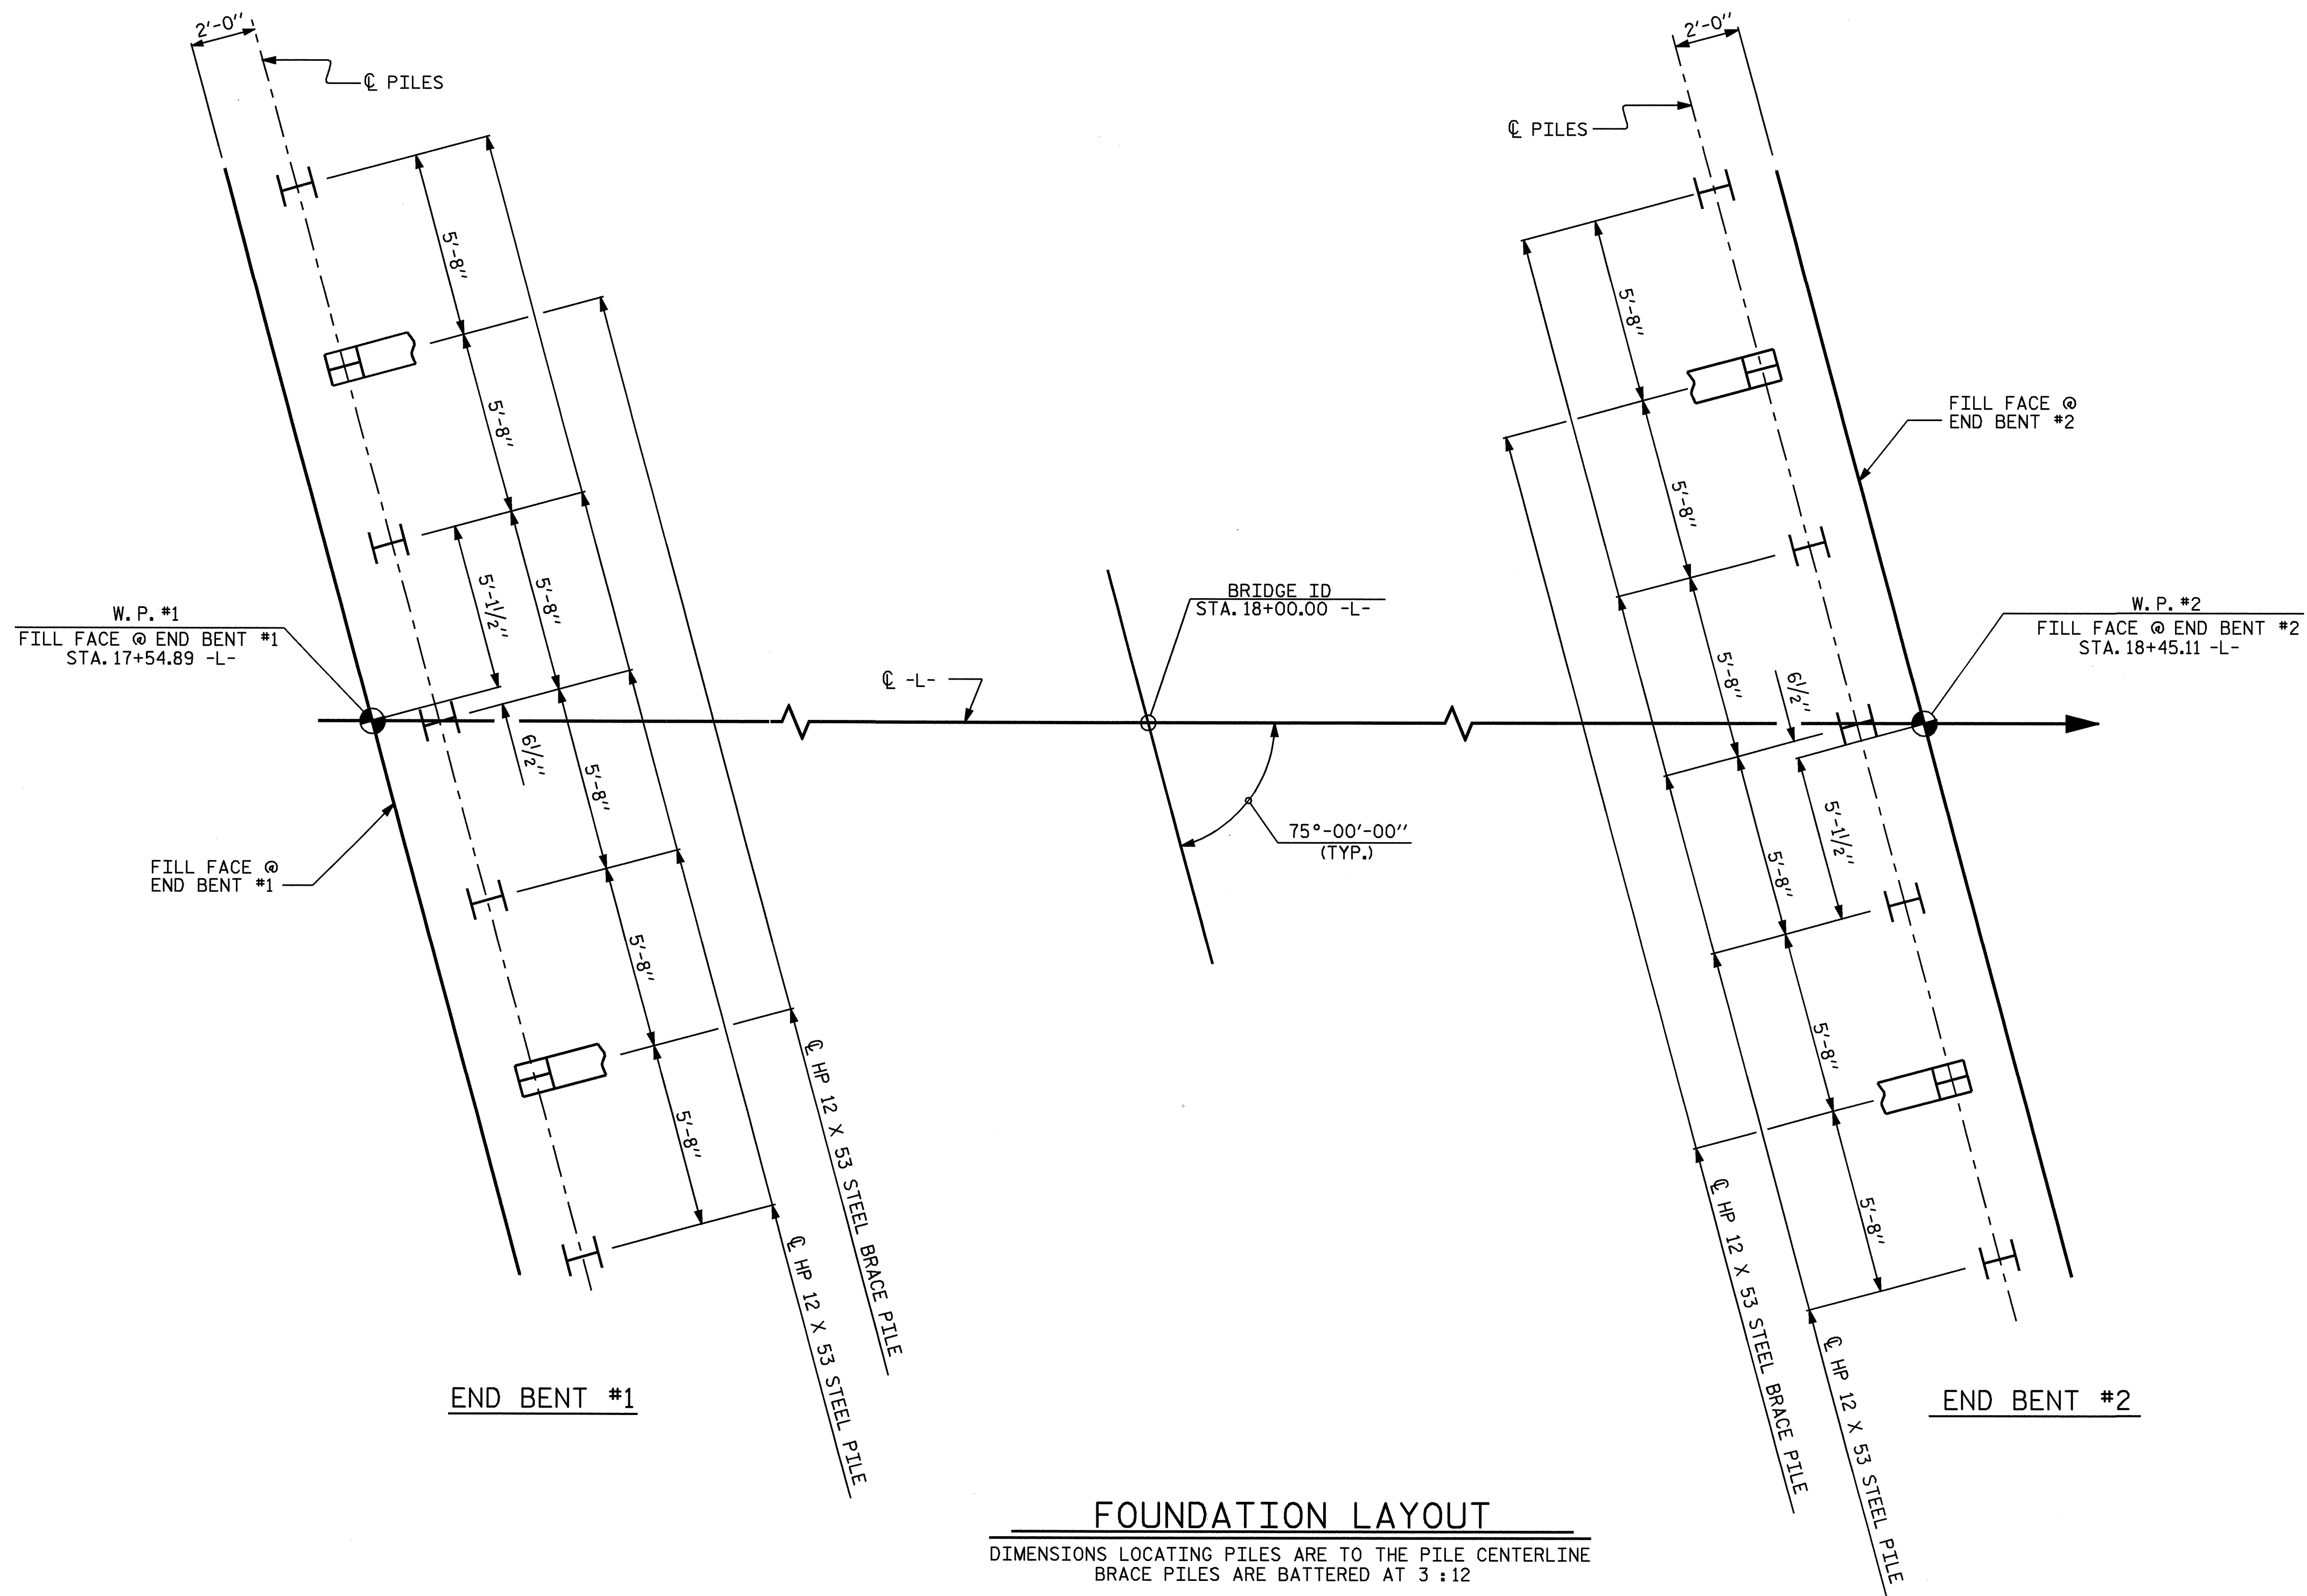 2'-0"
℄ PILES
5'-8"
5'-8"
5'-1 1/2"
5'-8"
6 1/2"
5'-8"
5'-8"
5'-8"
W.P. #1
FILL FACE @ END BENT #1
STA. 17+54.89 -L-
FILL FACE @
END BENT #1
℄ HP 12 X 53 STEEL BRACE PILE
℄ HP 12 X 53 STEEL PILE
END BENT #1
℄ -L-
BRIDGE ID
STA. 18+00.00 -L-
75°-00'-00"
(TYP.)
2'-0"
℄ PILES
5'-8"
5'-8"
5'-8"
6 1/2"
5'-8"
5'-1 1/2"
5'-8"
5'-8"
FILL FACE @
END BENT #2
W.P. #2
FILL FACE @ END BENT #2
STA. 18+45.11 -L-
℄ HP 12 X 53 STEEL BRACE PILE
℄ HP 12 X 53 STEEL PILE
END BENT #2
FOUNDATION LAYOUT
DIMENSIONS LOCATING PILES ARE TO THE PILE CENTERLINE
BRACE PILES ARE BATTERED AT 3 : 12